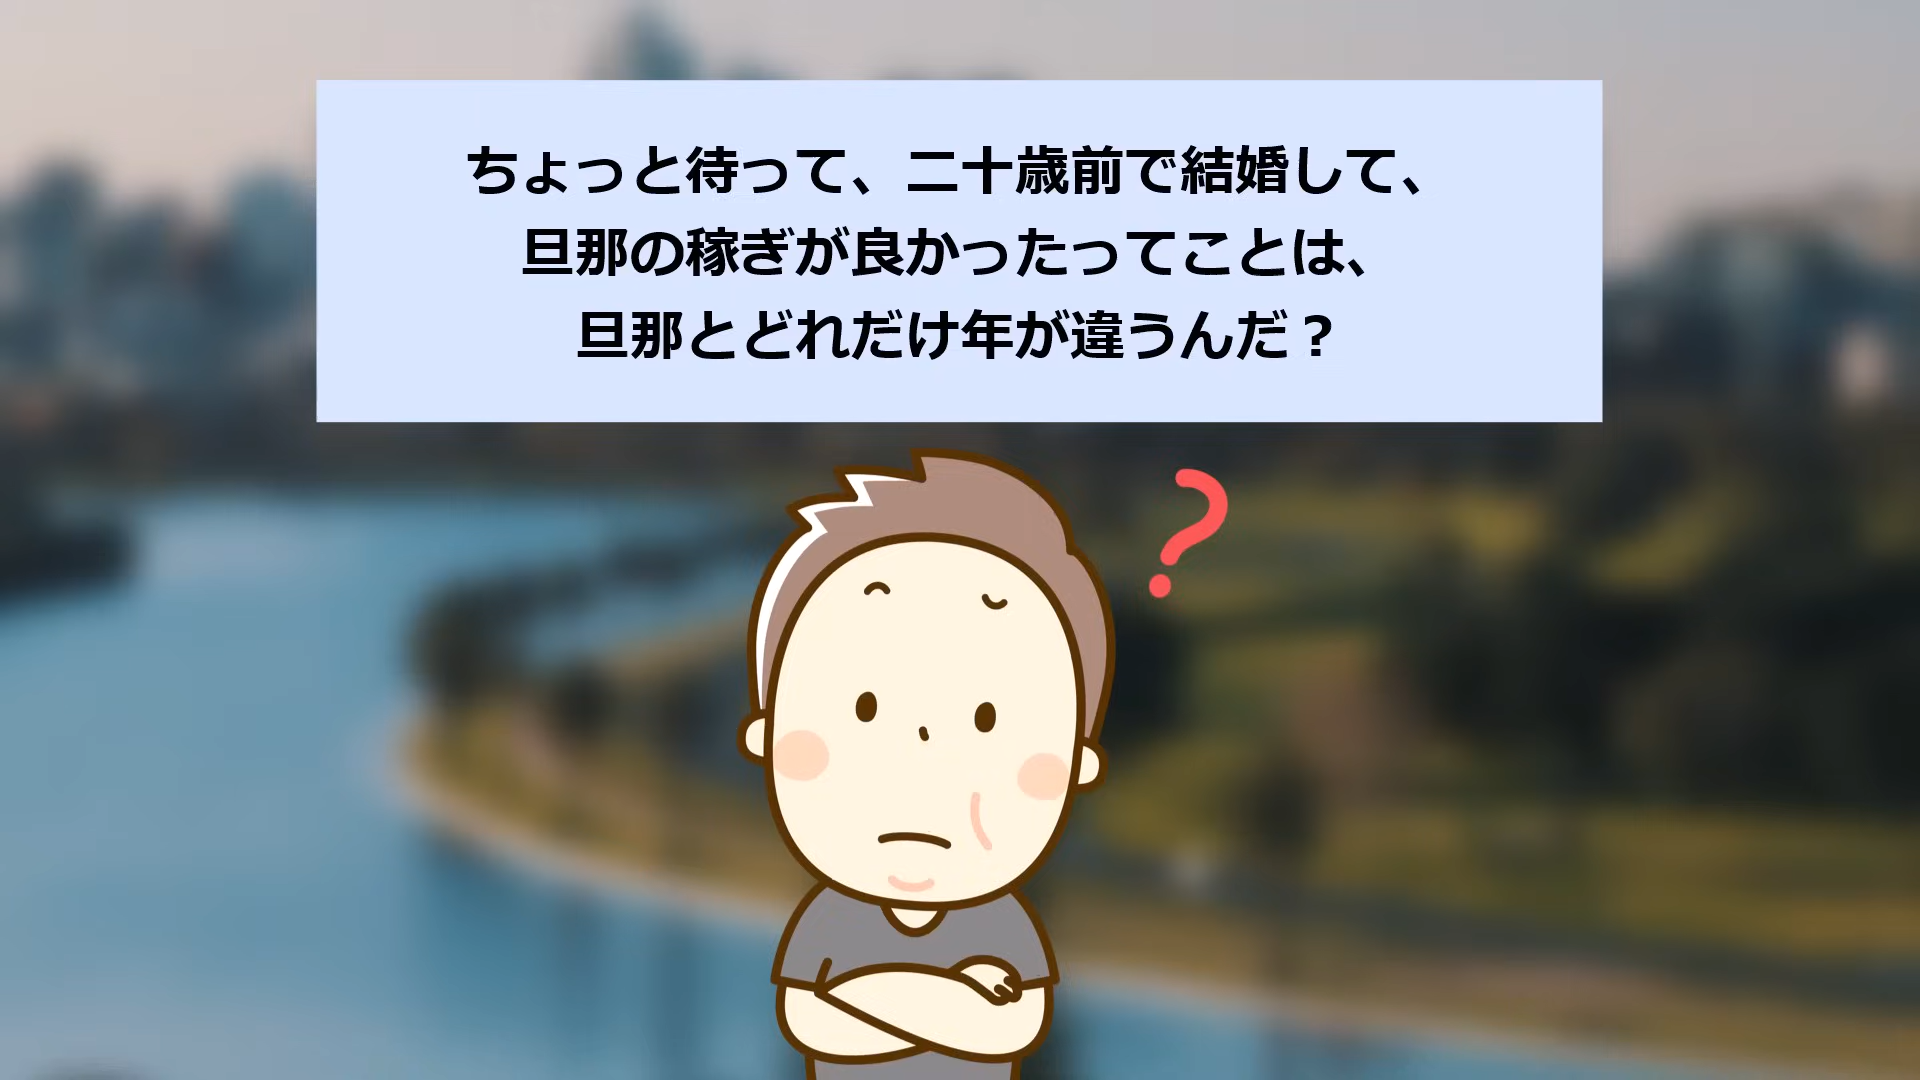 ちょっと待って、二十歳前で結婚して、
旦那の稼ぎが良かったってことは、
旦那とどれだけ年が違うんだ？